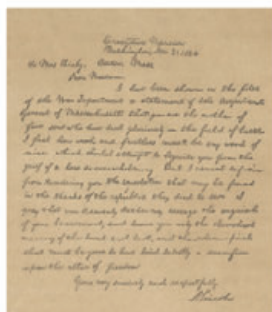 Executive Mansion
Washington, Nov. 21, 1864
To Mrs Bixby, Boston Mass
Dear Madam.
I have been shown in the files
of the War Department a statement of the Adjutant
General of Massachusetts that you are the mother of
five sons who have died gloriously on the field of battle
I feel how weak and fruitless must be any word of
mine which should attempt to beguile you from the
grief of a loss so overwhelming But I cannot refrain
from tendering you the consolation that may be found
in the thanks of the republic they died to save I
pray that our Heavenly Father may assuage the anguish
of your bereavement, and leave you only the cherished
memory of the loved and lost, and the solemn pride
that must be yours to have laid so costly a sacrifice
upon the altar of freedom
Yours very sincerely and respectfully
A Lincoln